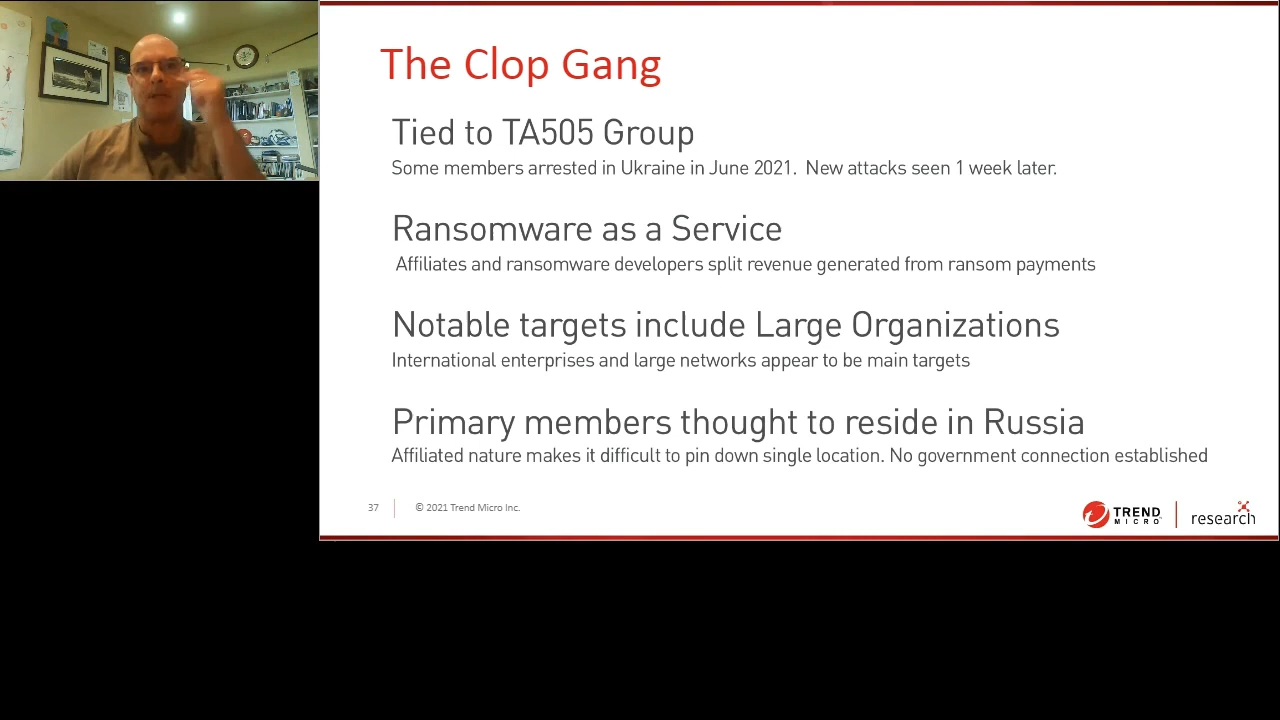 The Clop Gang
Tied to TA505 Group
Some members arrested in Ukraine in June 2021.  New attacks seen 1 week later.
Ransomware as a Service
Affiliates and ransomware developers split revenue generated from ransom payments
Notable targets include Large Organizations
International enterprises and large networks appear to be main targets
Primary members thought to reside in Russia
Affiliated nature makes it difficult to pin down single location. No government connection established
37
© 2021 Trend Micro Inc.
TREND
MICRO
research